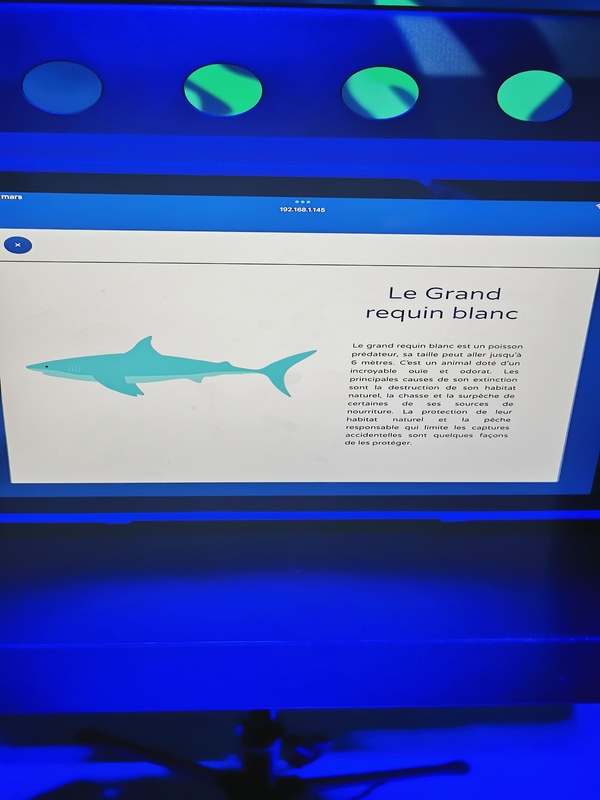 mars
192.168.1.145
×
Le Grand
requin blanc
Le grand requin blanc est un poisson
prédateur, sa taille peut aller jusqu'à
6 mètres. C'est un animal doté d'un
incroyable ouïe et odorat. Les
principales causes de son extinction
sont la destruction de son habitat
naturel, la chasse et la surpêche de
certaines de ses sources de
nourriture. La protection de leur
habitat naturel et la pêche
responsable qui limite les captures
accidentelles sont quelques façons
de les protéger.